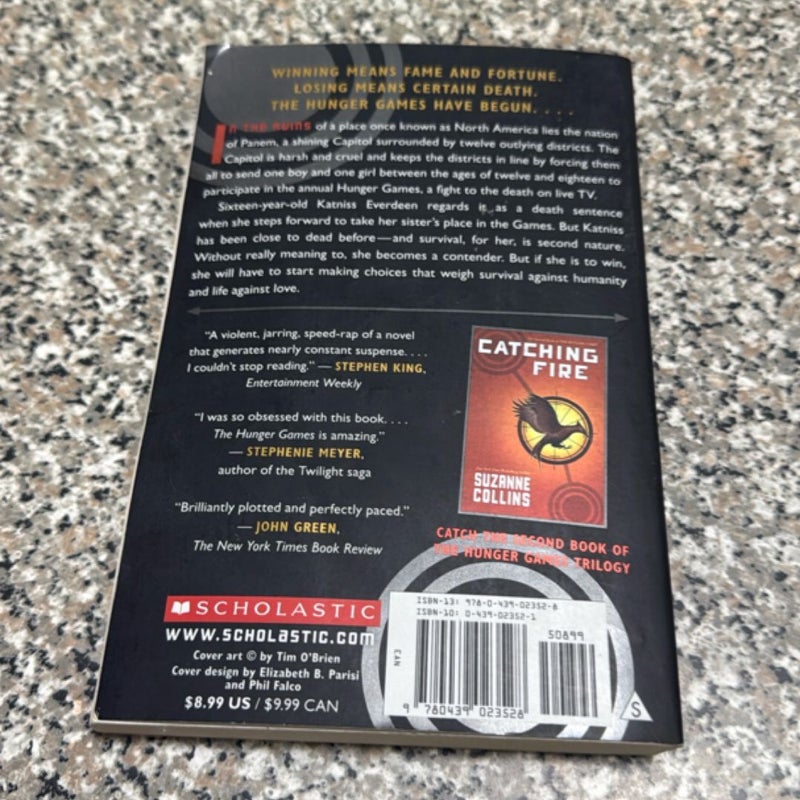 WINNING MEANS FAME AND FORTUNE.
LOSING MEANS CERTAIN DEATH.
THE HUNGER GAMES HAVE BEGUN. . . .
IN THE RUINS of a place once known as North America lies the nation
of Panem, a shining Capitol surrounded by twelve outlying districts. The
Capitol is harsh and cruel and keeps the districts in line by forcing them
all to send one boy and one girl between the ages of twelve and eighteen to
participate in the annual Hunger Games, a fight to the death on live TV.
Sixteen-year-old Katniss Everdeen regards it as a death sentence
when she steps forward to take her sister's place in the Games. But Katniss
has been close to dead before—and survival, for her, is second nature.
Without really meaning to, she becomes a contender. But if she is to win,
she will have to start making choices that weigh survival against humanity
and life against love.
"A violent, jarring, speed-rap of a novel
that generates nearly constant suspense. . . .
I couldn't stop reading." — STEPHEN KING,
Entertainment Weekly
"I was so obsessed with this book. . . .
The Hunger Games is amazing."
— STEPHENIE MEYER,
author of the Twilight saga
"Brilliantly plotted and perfectly paced."
— JOHN GREEN,
The New York Times Book Review
CATCHING
FIRE
SUZANNE
COLLINS
CATCH THE SECOND BOOK OF
THE HUNGER GAMES TRILOGY
SCHOLASTIC
www.scholastic.com
Cover art © by Tim O'Brien
Cover design by Elizabeth B. Parisi
and Phil Falco
$8.99 US / $9.99 CAN
ISBN-13: 978-0-439-02352-8
ISBN-10: 0-439-02352-1
50899
EAN
9 780439 023528
S